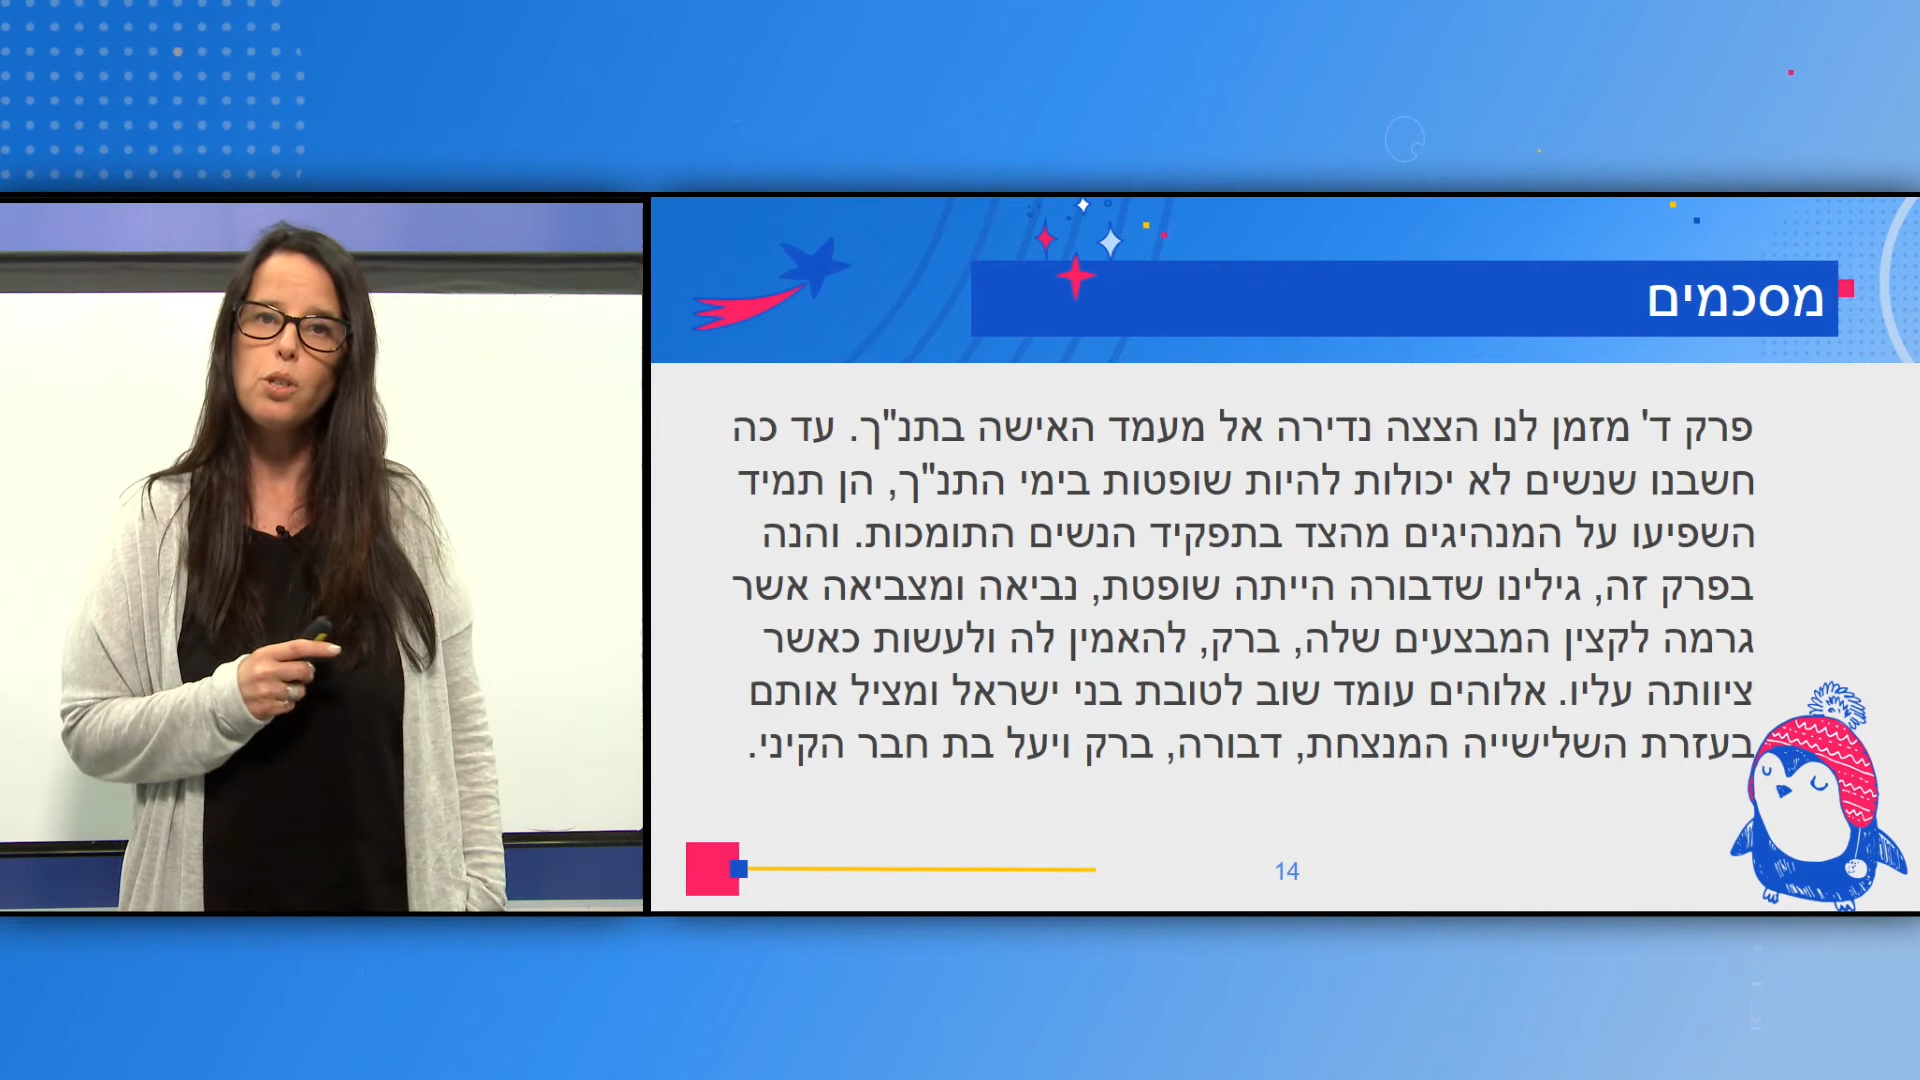 מסכמים
פרק ד' מזמן לנו הצצה נדירה אל מעמד האישה בתנ"ך. עד כה
חשבנו שנשים לא יכולות להיות שופטות בימי התנ"ך, הן תמיד
השפיעו על המנהיגים מהצד בתפקיד הנשים התומכות. והנה
בפרק זה, גילינו שדבורה הייתה שופטת, נביאה ומצביאה אשר
גרמה לקצין המבצעים שלה, ברק, להאמין לה ולעשות כאשר
ציוותה עליו. אלוהים עומד שוב לטובת בני ישראל ומציל אותם
בעזרת השלישייה המנצחת, דבורה, ברק ויעל בת חבר הקיני.
14